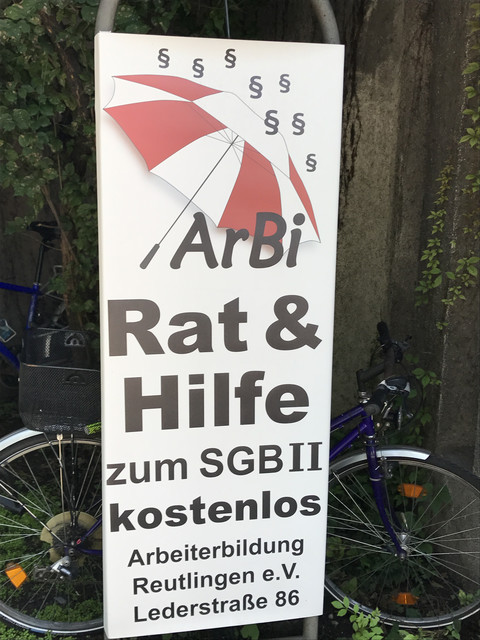 § § §
§ §
§ §
§
ArBi
Rat &
Hilfe
zum SGB II
kostenlos
Arbeiterbildung
Reutlingen e.V.
Lederstraße 86